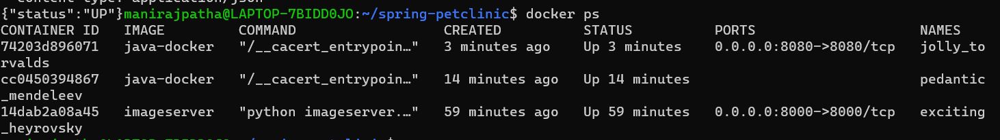 {"status":"UP"}manirajpatha@LAPTOP-7BIDD0JO:~/spring-petclinic$ docker ps
CONTAINER ID   IMAGE         COMMAND                  CREATED          STATUS          PORTS                    NAMES
74203d896071   java-docker   "/__cacert_entrypoin…"   3 minutes ago    Up 3 minutes    0.0.0.0:8080->8080/tcp   jolly_to
rvalds
cc0450394867   java-docker   "/__cacert_entrypoin…"   14 minutes ago   Up 14 minutes                            pedantic
_mendeleev
14dab2a08a45   imageserver   "python imageserver.…"   59 minutes ago   Up 59 minutes   0.0.0.0:8000->8000/tcp   exciting
_heyrovsky